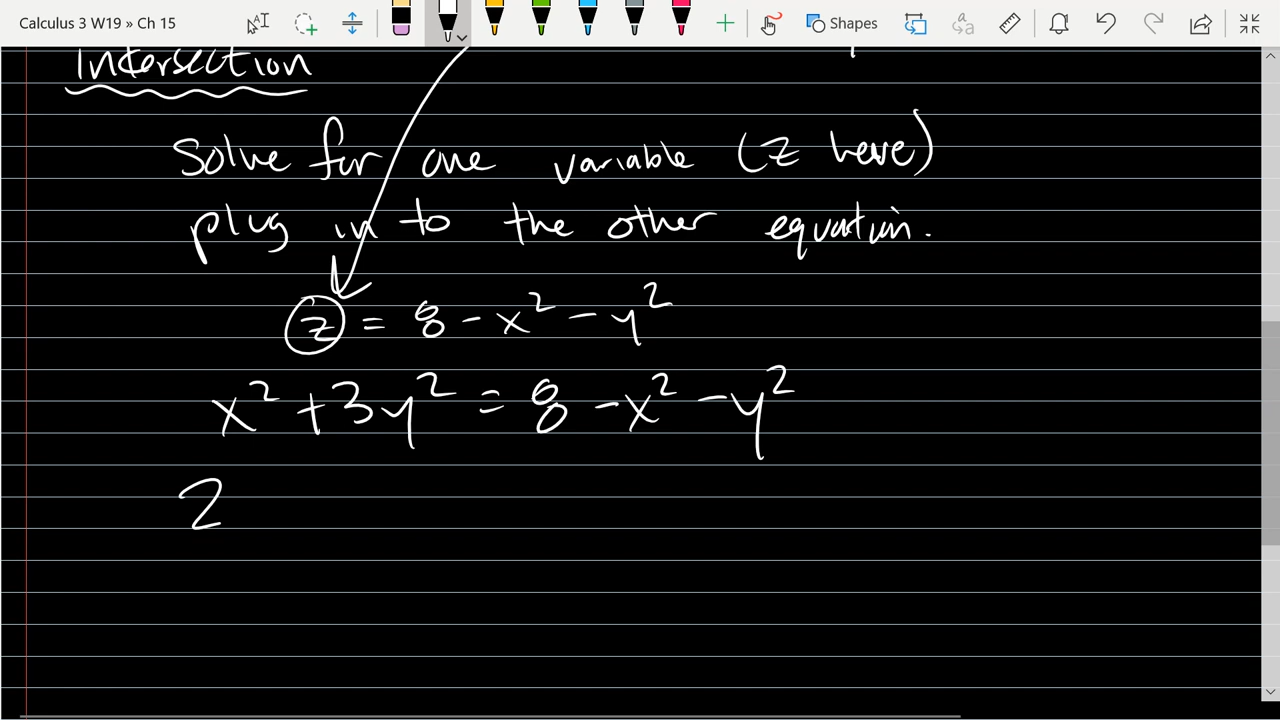 Calculus 3 W19 » Ch 15
Shapes
Intersection
Solve for one variable (z here)
plug in to the other equation.
z = 8 - x² - y²
x² + 3y² = 8 - x² - y²
2